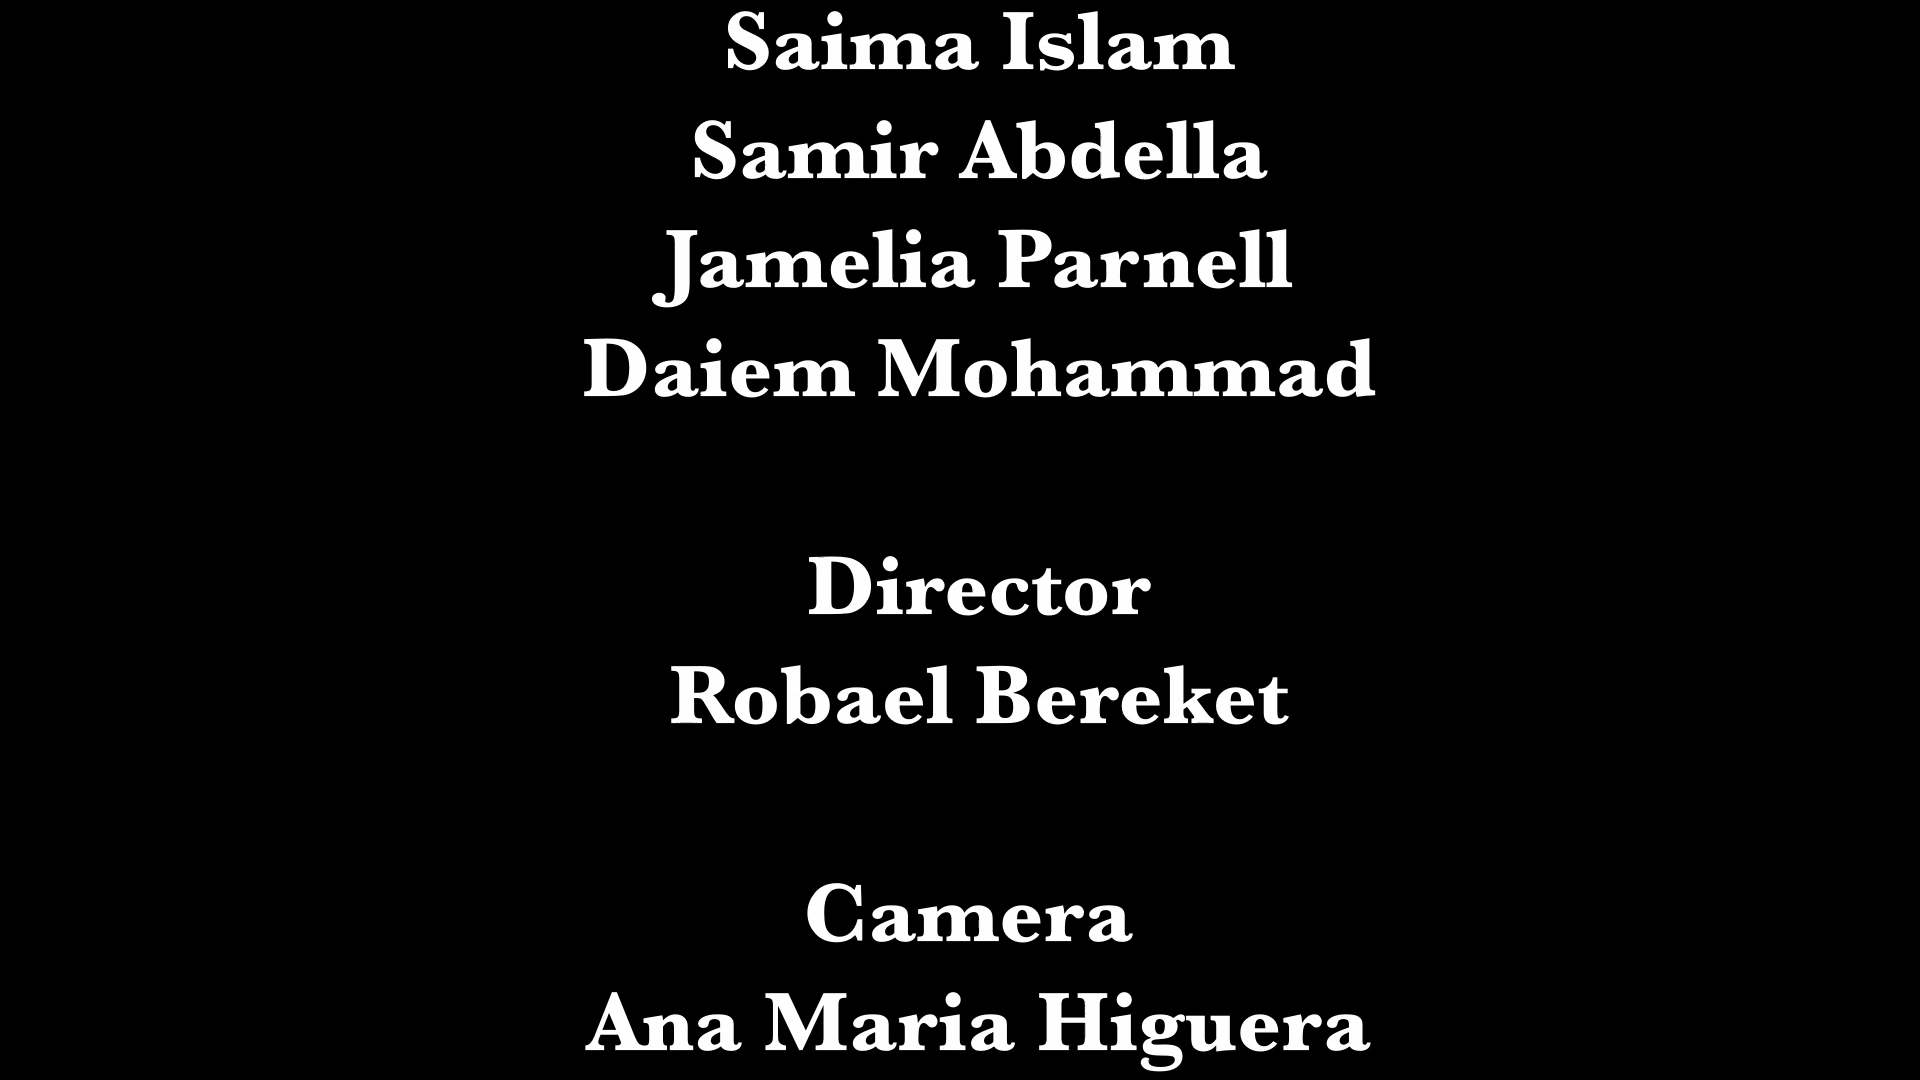 Saima Islam
Samir Abdella
Jamelia Parnell
Daiem Mohammad
Director
Robael Bereket
Camera
Ana Maria Higuera